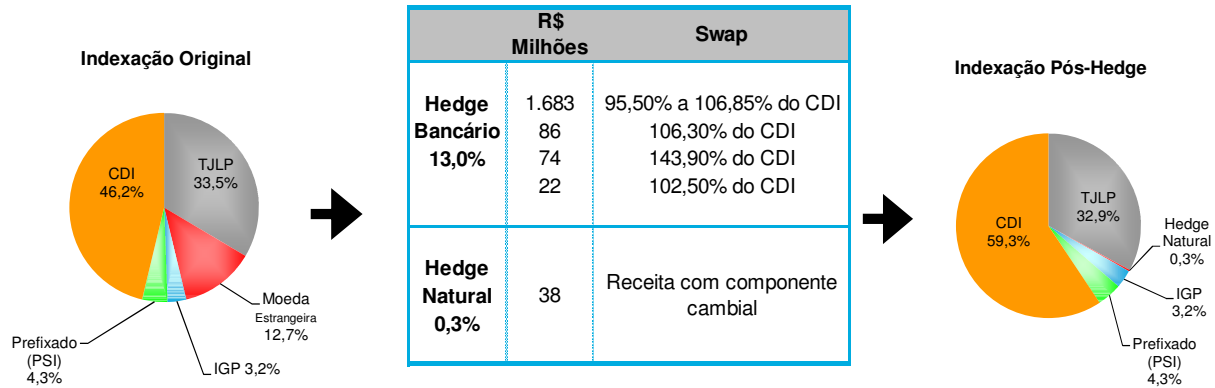 Indexação Original
CDI
46,2%
TJLP
33,5%
Moeda
Estrangeira
12,7%
IGP 3,2%
Prefixado
(PSI)
4,3%
R$
Milhões
Swap
Hedge
Bancário
13,0%
1.683 95,50% a 106,85% do CDI
86 106,30% do CDI
74 143,90% do CDI
22 102,50% do CDI
Hedge
Natural
0,3%
38
Receita com componente
cambial
Indexação Pós-Hedge
CDI
59,3%
TJLP
32,9%
Hedge
Natural
0,3%
IGP
3,2%
Prefixado
(PSI)
4,3%